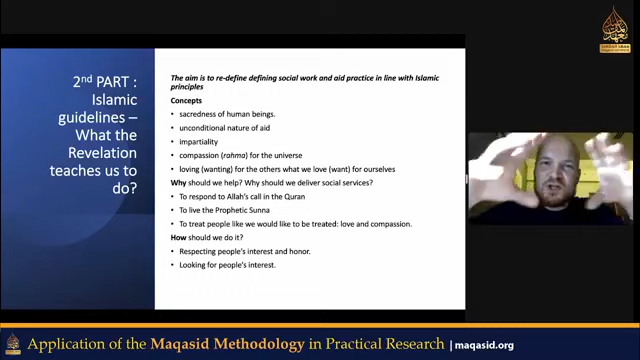 2nd PART :
Islamic
guidelines –
What the
Revelation
teaches us to
do?
The aim is to re-define defining social work and aid practice in line with Islamic
principles
Concepts
• sacredness of human beings.
• unconditional nature of aid
• impartiality
• compassion (rahma) for the universe
• loving (wanting) for the others what we love (want) for ourselves
Why should we help? Why should we deliver social services?
• To respond to Allah's call in the Quran
• To live the Prophetic Sunna
• To treat people like we would like to be treated: love and compassion.
How should we do it?
• Respecting people's interest and honor.
• Looking for people's interest.
Application of the Maqasid Methodology in Practical Research | maqasid.org